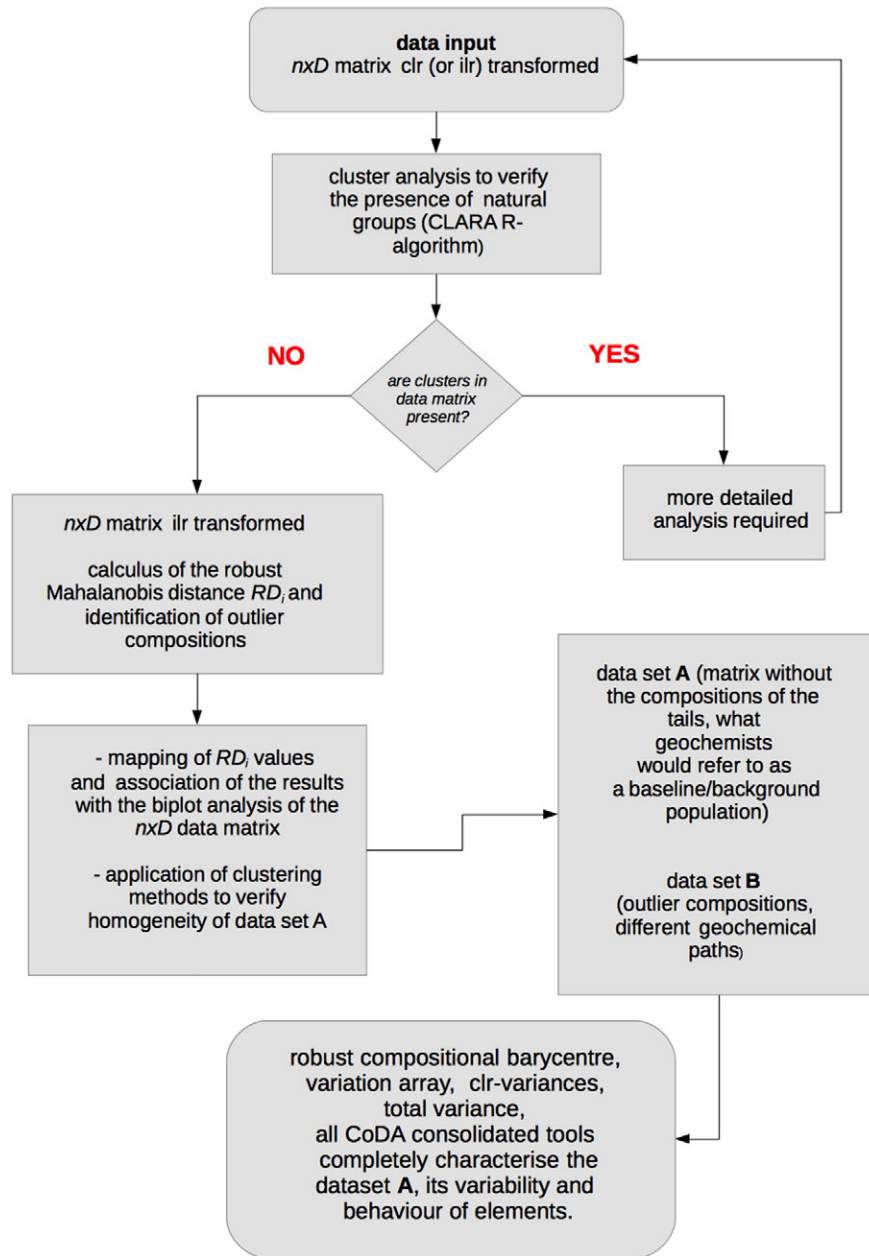 data input
nxD matrix clr (or ilr) transformed
cluster analysis to verify
the presence of natural
groups (CLARA R-
algorithm)
NO
YES
are clusters in
data matrix
present?
nxD matrix ilr transformed
calculus of the robust
Mahalanobis distance RDi and
identification of outlier
compositions
more detailed
analysis required
- mapping of RDi values
and association of the results
with the biplot analysis of the
nxD data matrix
- application of clustering
methods to verify
homogeneity of data set A
data set A (matrix without
the compositions of the
tails, what
geochemists
would refer to as
a baseline/background
population)
data set B
(outlier compositions,
different geochemical
paths)
robust compositional barycentre,
variation array, clr-variances,
total variance,
all CoDA consolidated tools
completely characterise the
dataset A, its variability and
behaviour of elements.